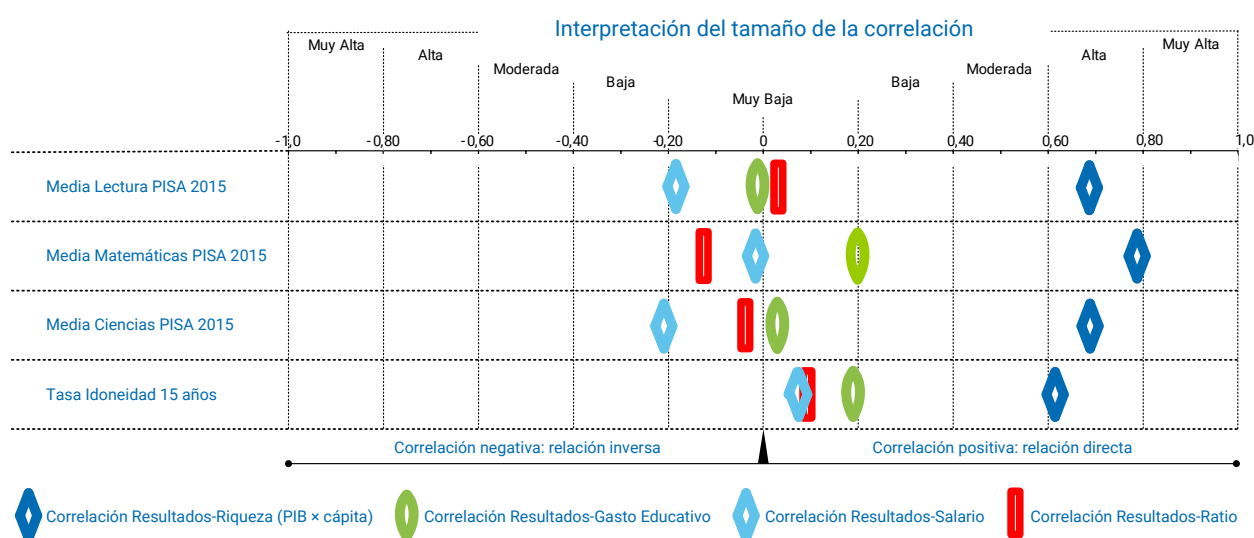 Interpretación del tamaño de la correlación
Muy Alta
Alta
Moderada
Baja
Muy Baja
Baja
Moderada
Alta
Muy Alta
-1,0 -0,80 -0,60 -0,40 -0,20 0 0,20 0,40 0,60 0,80 1,0
Media Lectura PISA 2015
Media Matemáticas PISA 2015
Media Ciencias PISA 2015
Tasa Idoneidad 15 años
Correlación negativa: relación inversa
Correlación positiva: relación directa
Correlación Resultados-Riqueza (PIB × cápita)
Correlación Resultados-Gasto Educativo
Correlación Resultados-Salario
Correlación Resultados-Ratio